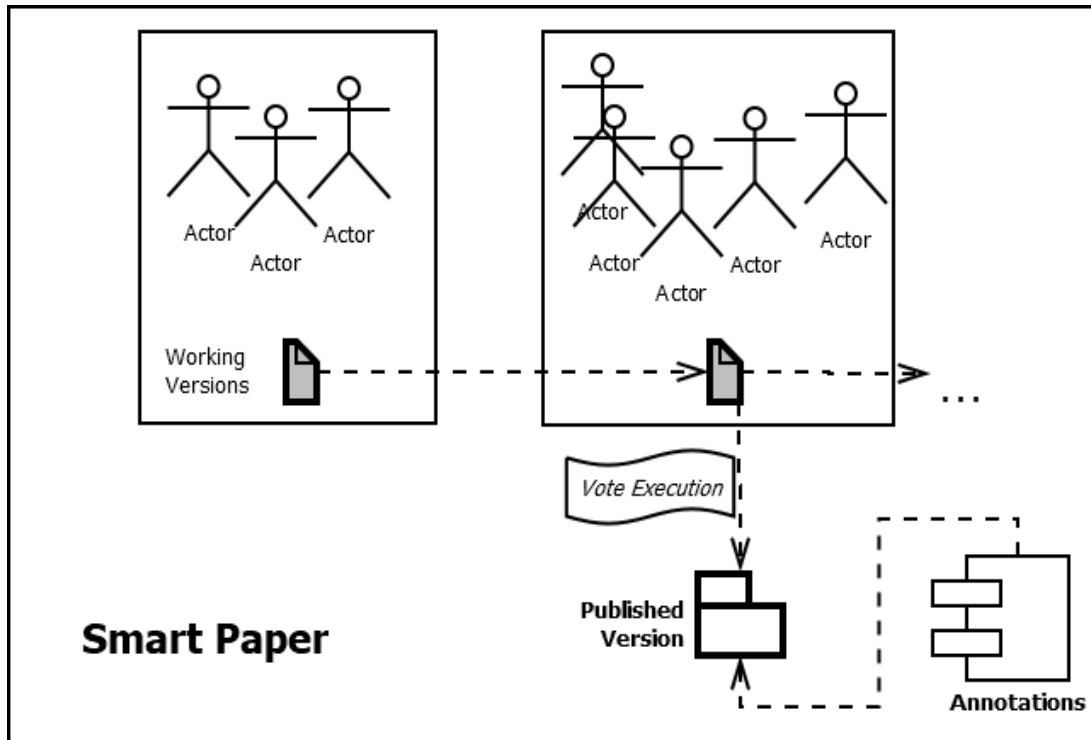 Actor
Actor
Actor
Actor
Actor
Actor
Actor
Actor
Working
Versions
...
Vote Execution
Published
Version
Smart Paper
Annotations